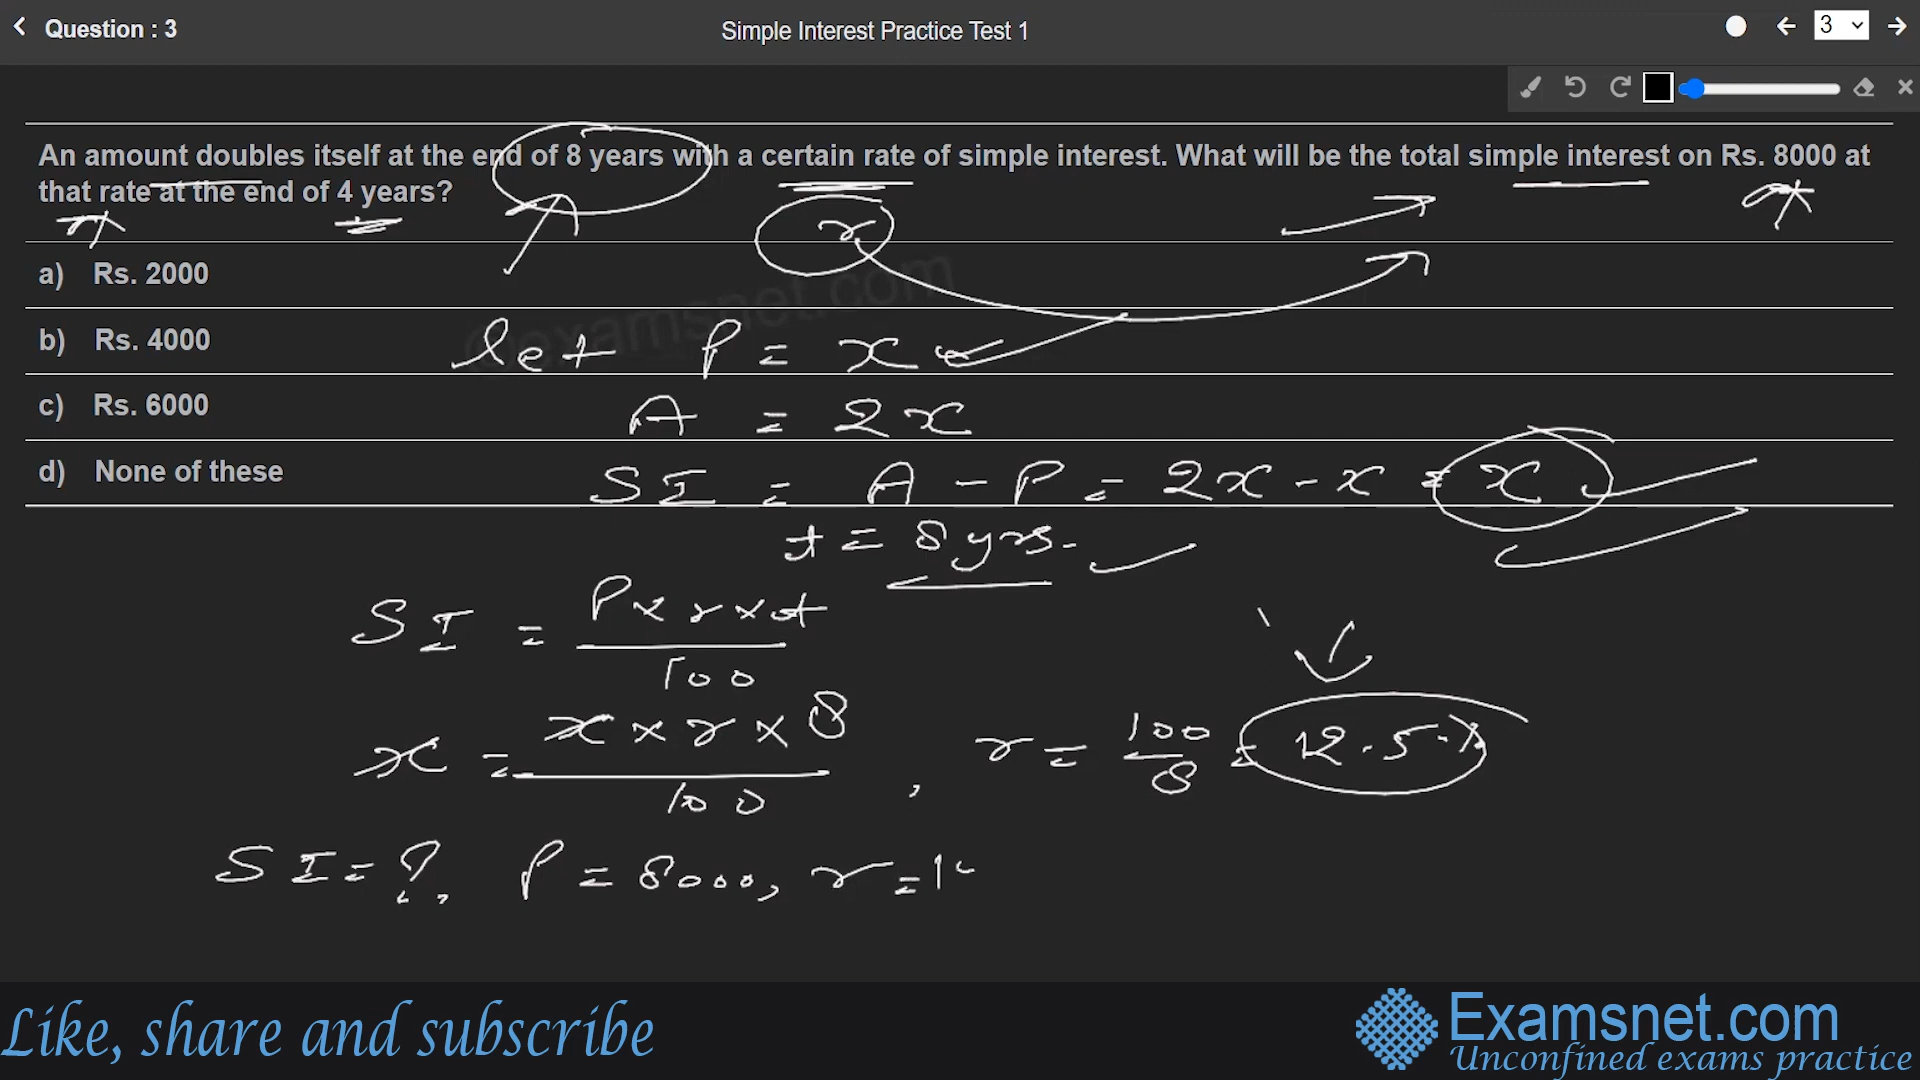 Question : 3
Simple Interest Practice Test 1
3
An amount doubles itself at the end of 8 years with a certain rate of simple interest. What will be the total simple interest on Rs. 8000 at
that rate at the end of 4 years?
r
a) Rs. 2000
@examsnet.com
b) Rs. 4000
let P = x
c) Rs. 6000
A = 2x
d) None of these
SI = A - P = 2x - x = x
t = 8 yrs.
SI = P x r x t
100
x = x x r x 8
100
, r = 100
8
= 12.5%
SI = ?, P = 8000, r = 1
Like, share and subscribe
Examsnet.com
Unconfined exams practice